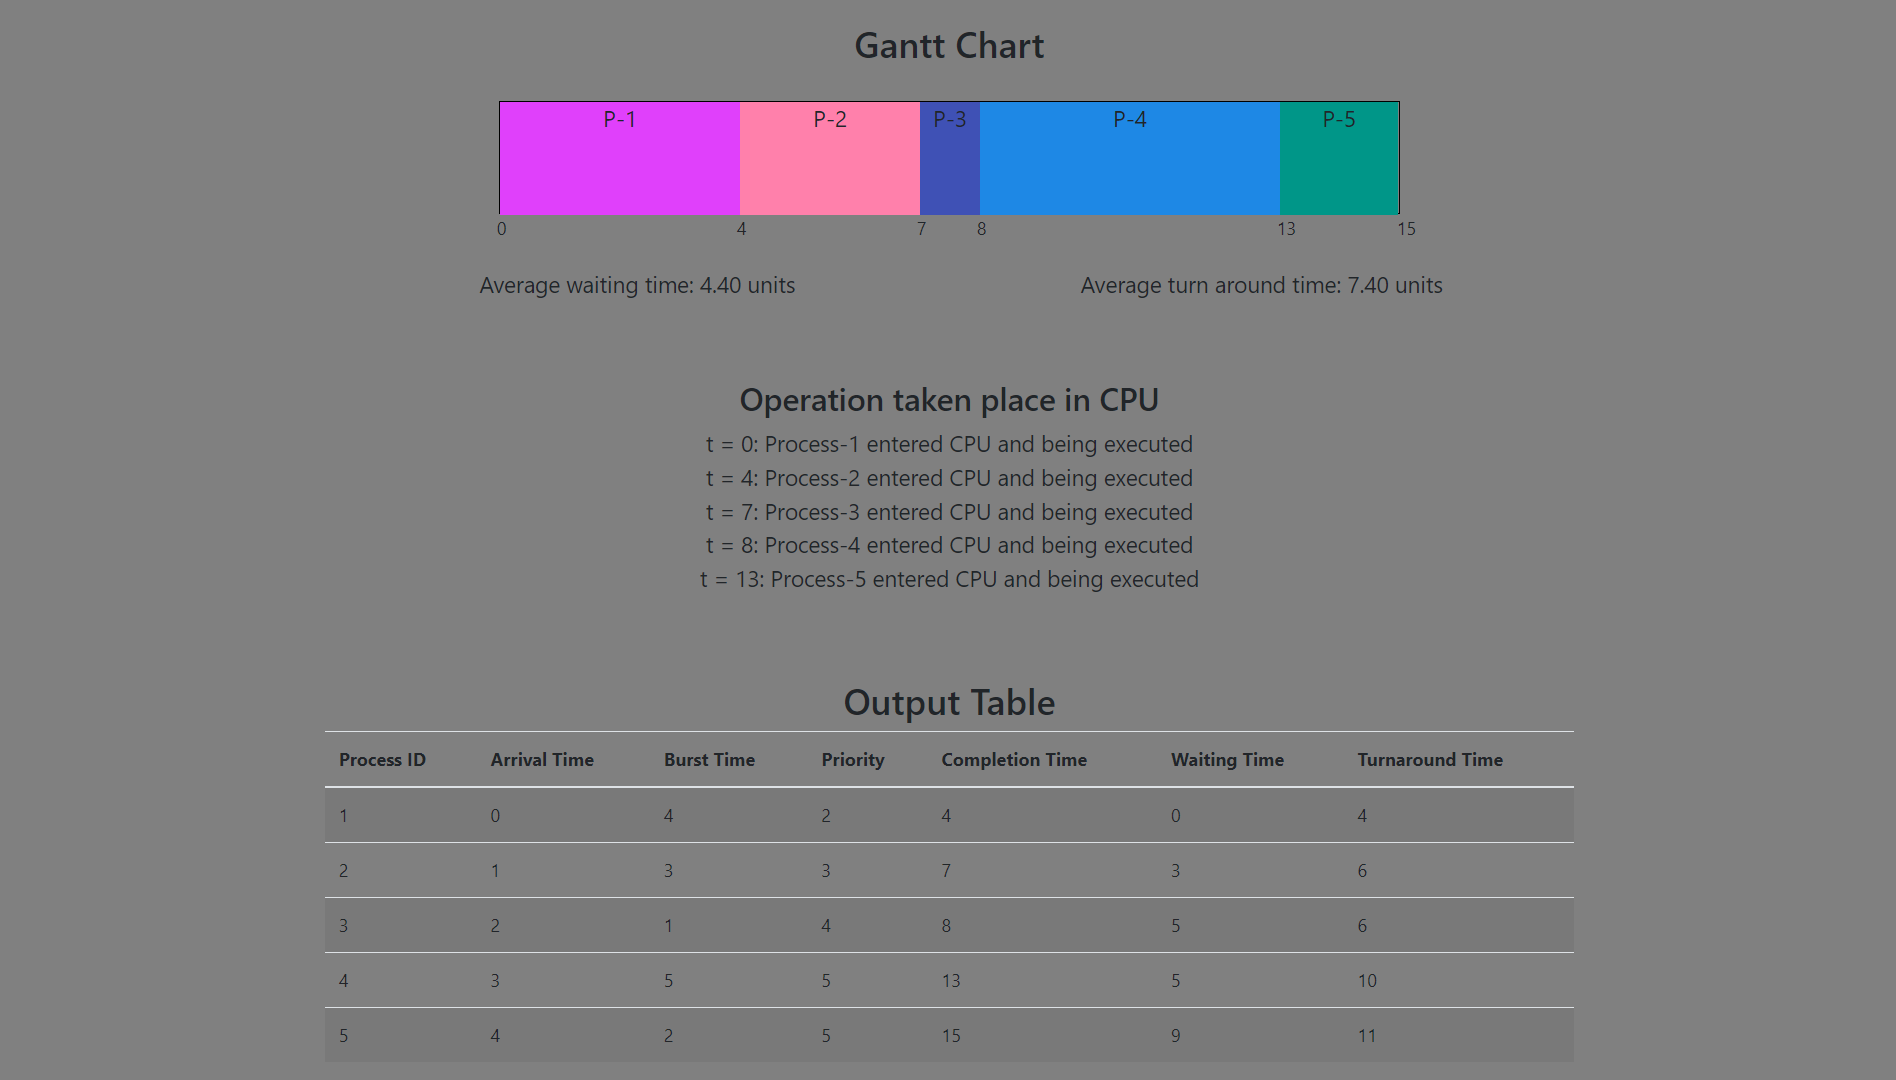 Gantt Chart
P-1 P-2 P-3 P-4 P-5
0 4 7 8 13 15
Average waiting time: 4.40 units Average turn around time: 7.40 units
Operation taken place in CPU
t = 0: Process-1 entered CPU and being executed
t = 4: Process-2 entered CPU and being executed
t = 7: Process-3 entered CPU and being executed
t = 8: Process-4 entered CPU and being executed
t = 13: Process-5 entered CPU and being executed
Output Table
Process ID Arrival Time Burst Time Priority Completion Time Waiting Time Turnaround Time
1 0 4 2 4 0 4
2 1 3 3 7 3 6
3 2 1 4 8 5 6
4 3 5 5 13 5 10
5 4 2 5 15 9 11